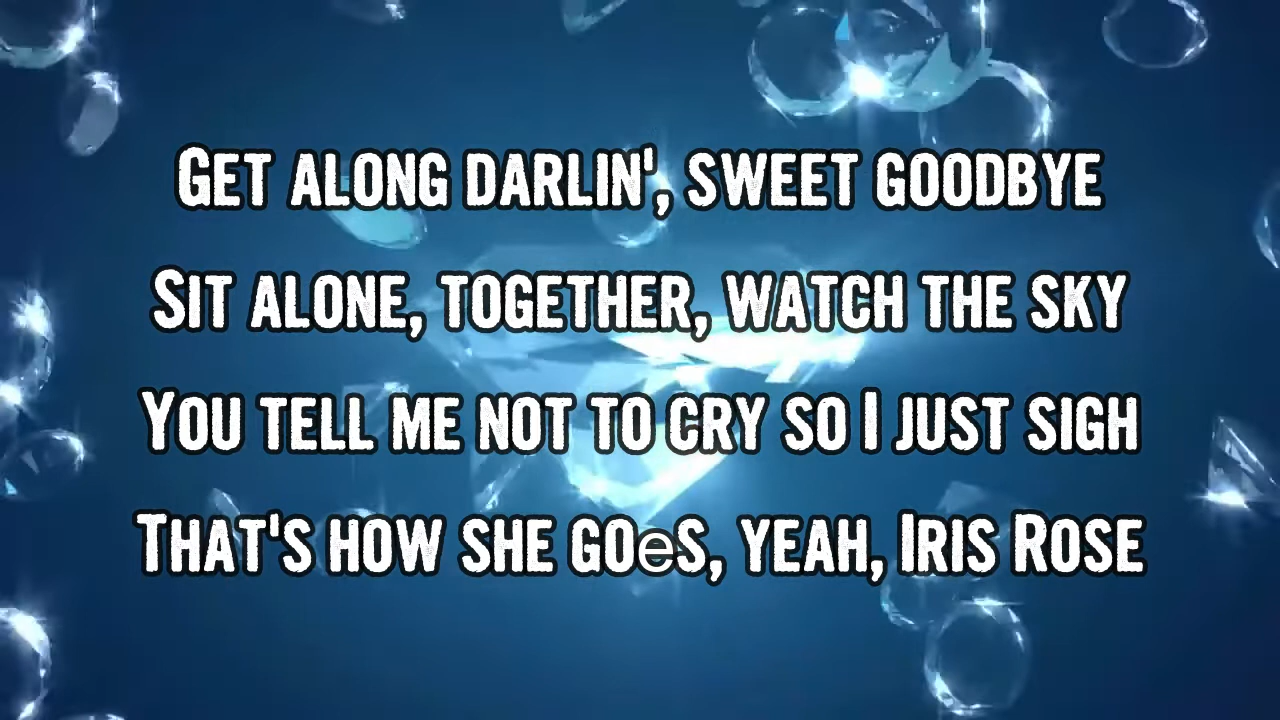 Get along darlin', sweet goodbye
Sit alone, together, watch the sky
You tell me not to cry so I just sigh
That's how she goеs, yeah, Iris Rose